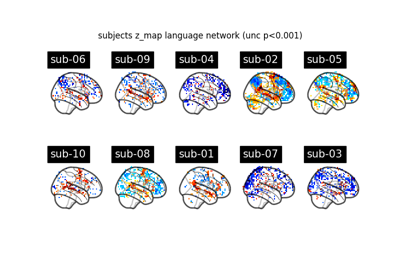 subjects z_map language network (unc p<0.001)
sub-06 sub-09 sub-04 sub-02 sub-05
sub-10 sub-08 sub-01 sub-07 sub-03